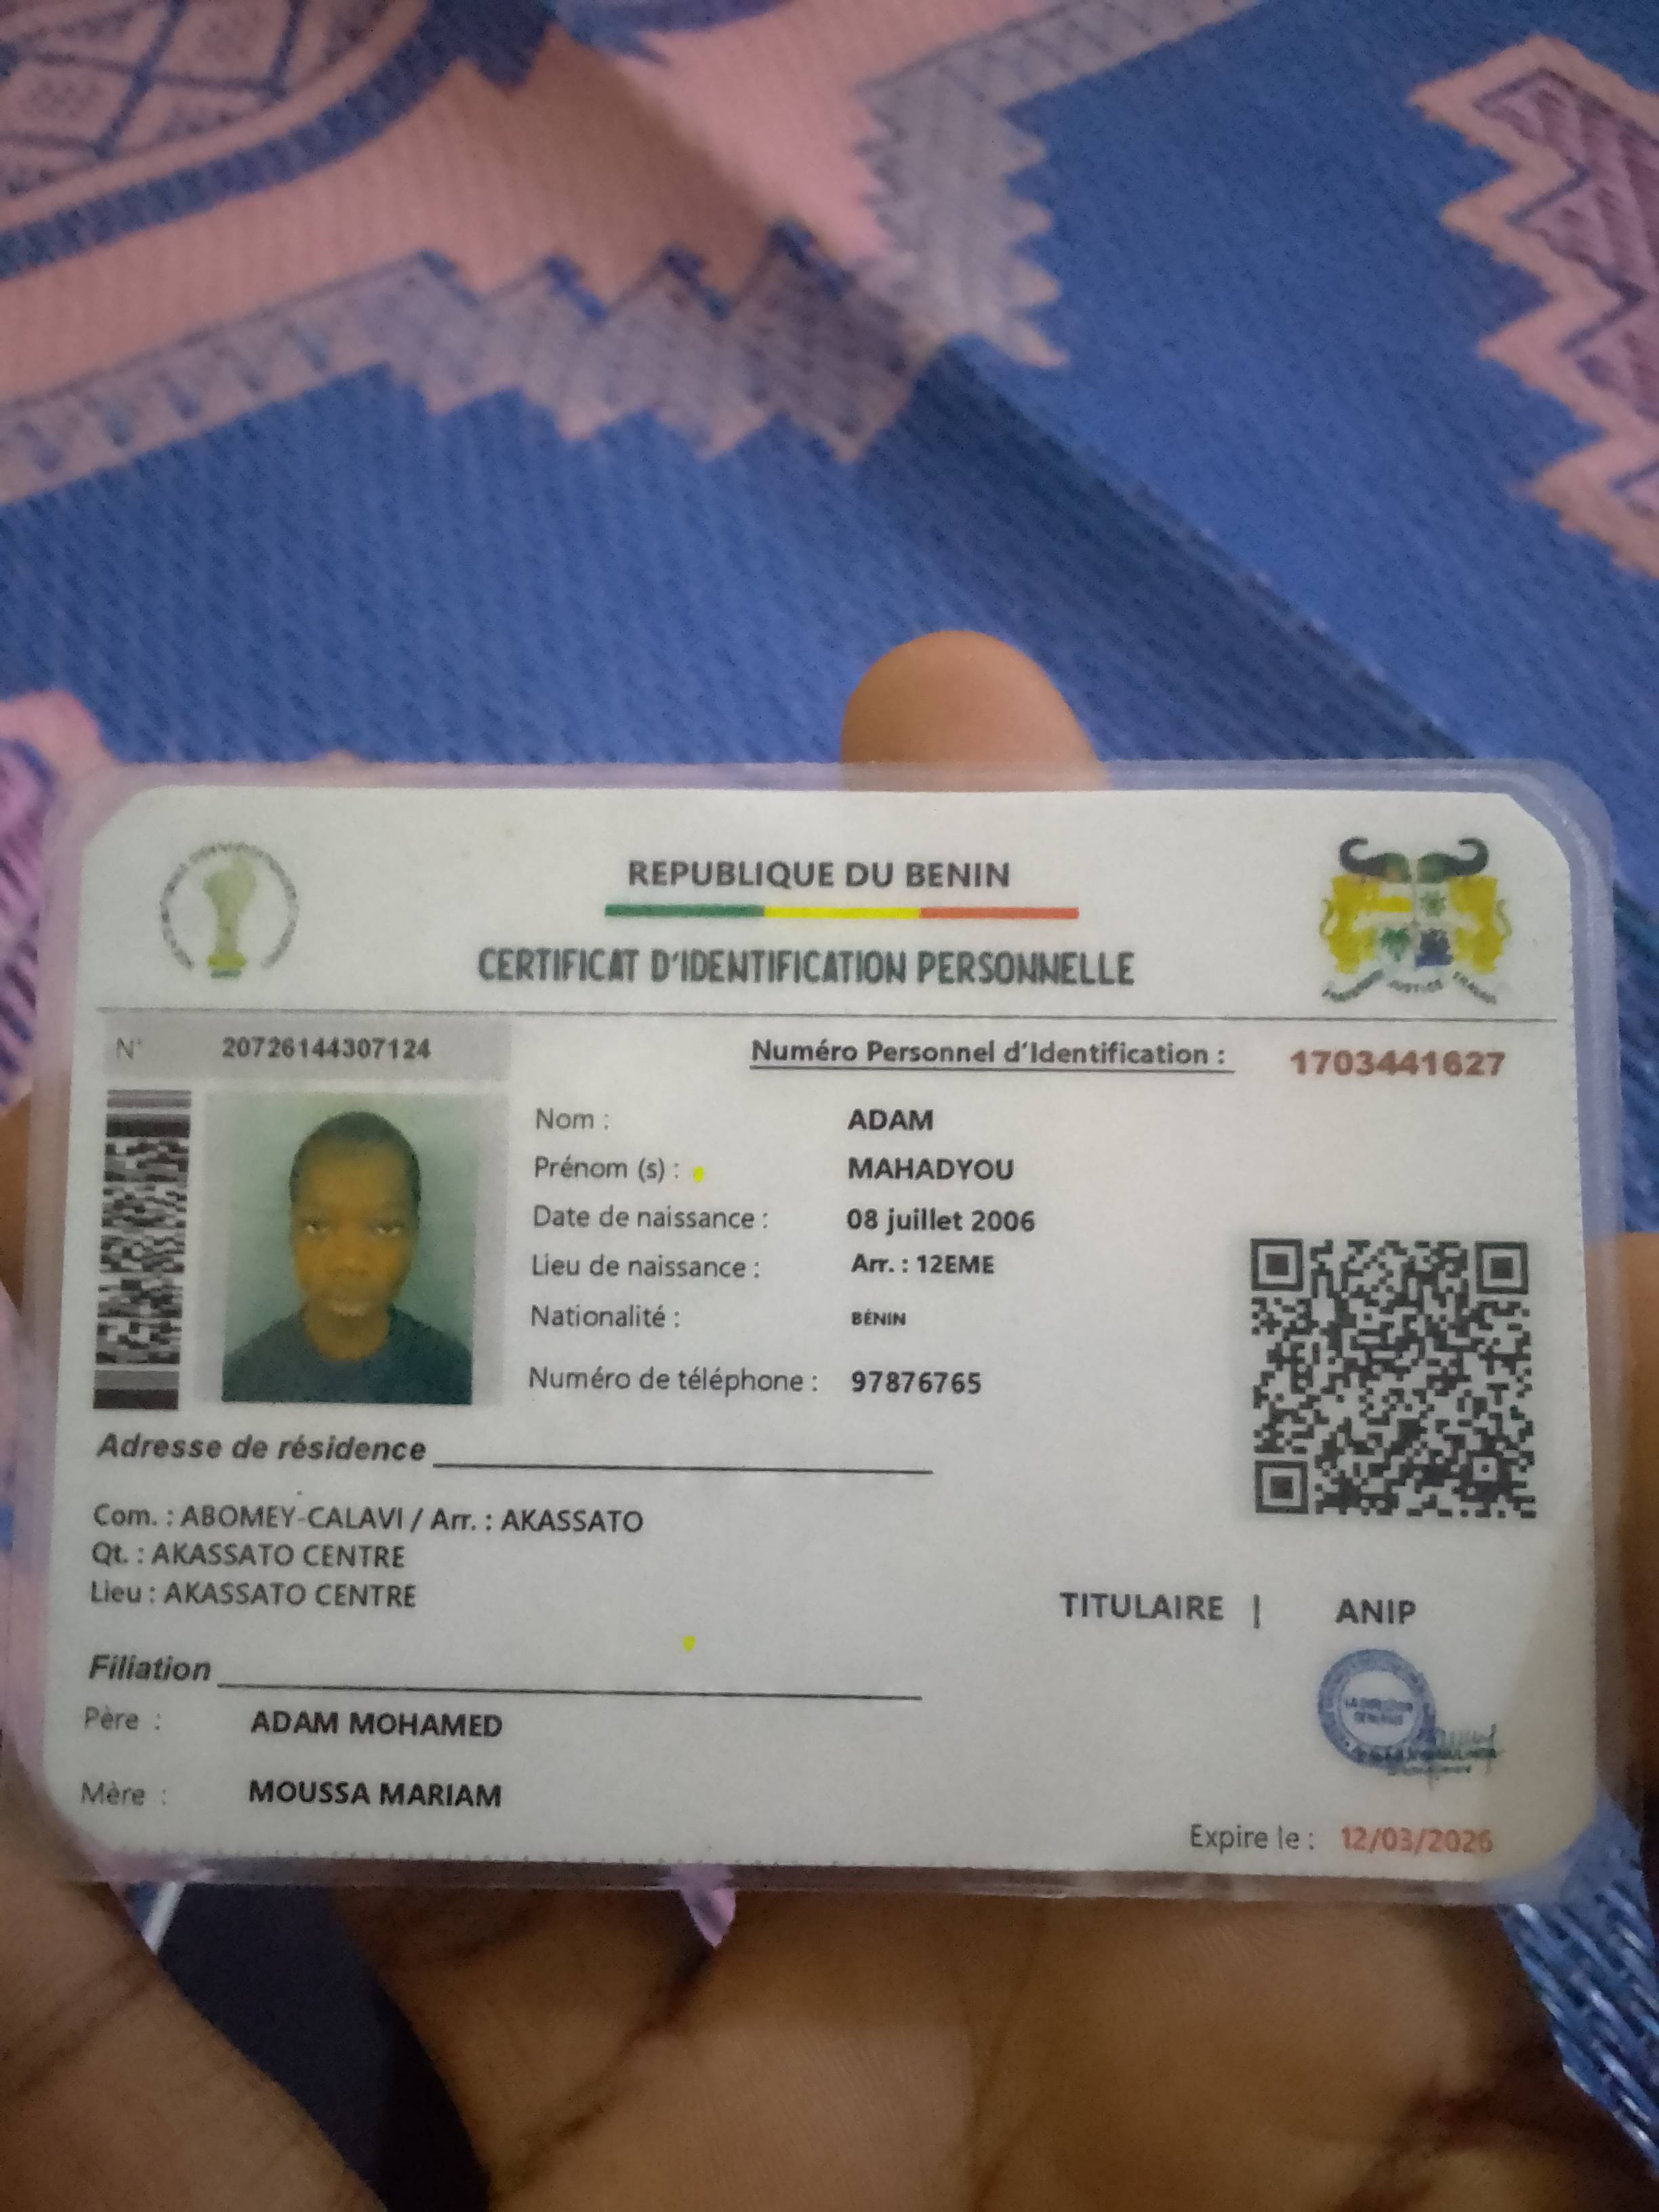 REPUBLIQUE DU BENIN
CERTIFICAT D'IDENTIFICATION PERSONNELLE
N° 20726144307124
Numéro Personnel d'Identification : 1703441627
Nom : ADAM
Prénom (s) : MAHADYOU
Date de naissance : 08 juillet 2006
Lieu de naissance : Arr. : 12EME
Nationalité : BÉNIN
Numéro de téléphone : 97876765
Adresse de résidence
Com. : ABOMEY-CALAVI / Arr. : AKASSATO
Qt. : AKASSATO CENTRE
Lieu : AKASSATO CENTRE
TITULAIRE | ANIP
Filiation
Père : ADAM MOHAMED
Mère : MOUSSA MARIAM
Expire le : 12/03/2026